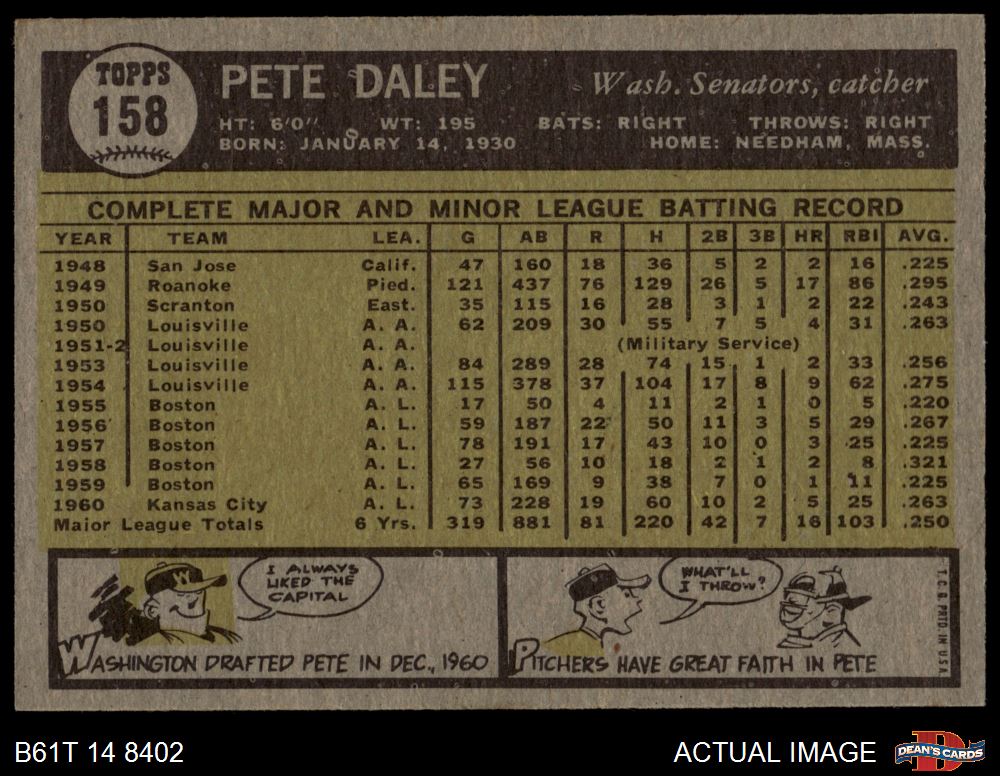 TOPPS
158
PETE DALEY
Wash. Senators, catcher
HT: 6'0" WT: 195 BATS: RIGHT THROWS: RIGHT
BORN: JANUARY 14, 1930 HOME: NEEDHAM, MASS.
COMPLETE MAJOR AND MINOR LEAGUE BATTING RECORD
YEAR TEAM LEA. G AB R H 2B 3B HR RBI AVG.
1948 San Jose Calif. 47 160 18 36 5 2 2 16 .225
1949 Roanoke Pied. 121 437 76 129 26 5 17 86 .295
1950 Scranton East. 35 115 16 28 3 1 2 22 .243
1950 Louisville A. A. 62 209 30 55 7 5 4 31 .263
1951-2 Louisville A. A. (Military Service)
1953 Louisville A. A. 84 289 28 74 15 1 2 33 .256
1954 Louisville A. A. 115 378 37 104 17 8 9 62 .275
1955 Boston A. L. 17 50 4 11 2 1 0 5 .220
1956 Boston A. L. 59 187 22 50 11 3 5 29 .267
1957 Boston A. L. 78 191 17 43 10 0 3 25 .225
1958 Boston A. L. 27 56 10 18 2 1 2 8 .321
1959 Boston A. L. 65 169 9 38 7 0 1 11 .225
1960 Kansas City A. L. 73 228 19 60 10 2 5 25 .263
Major League Totals 6 Yrs. 319 881 81 220 42 7 16 103 .250
W
I ALWAYS
LIKED THE
CAPITAL
WASHINGTON DRAFTED PETE IN DEC., 1960
WHAT'LL
I THROW?
PITCHERS HAVE GREAT FAITH IN PETE
T.C.G. PRTD IN U.S.A.
B61T 14 8402
ACTUAL IMAGE
DEAN'S CARDS